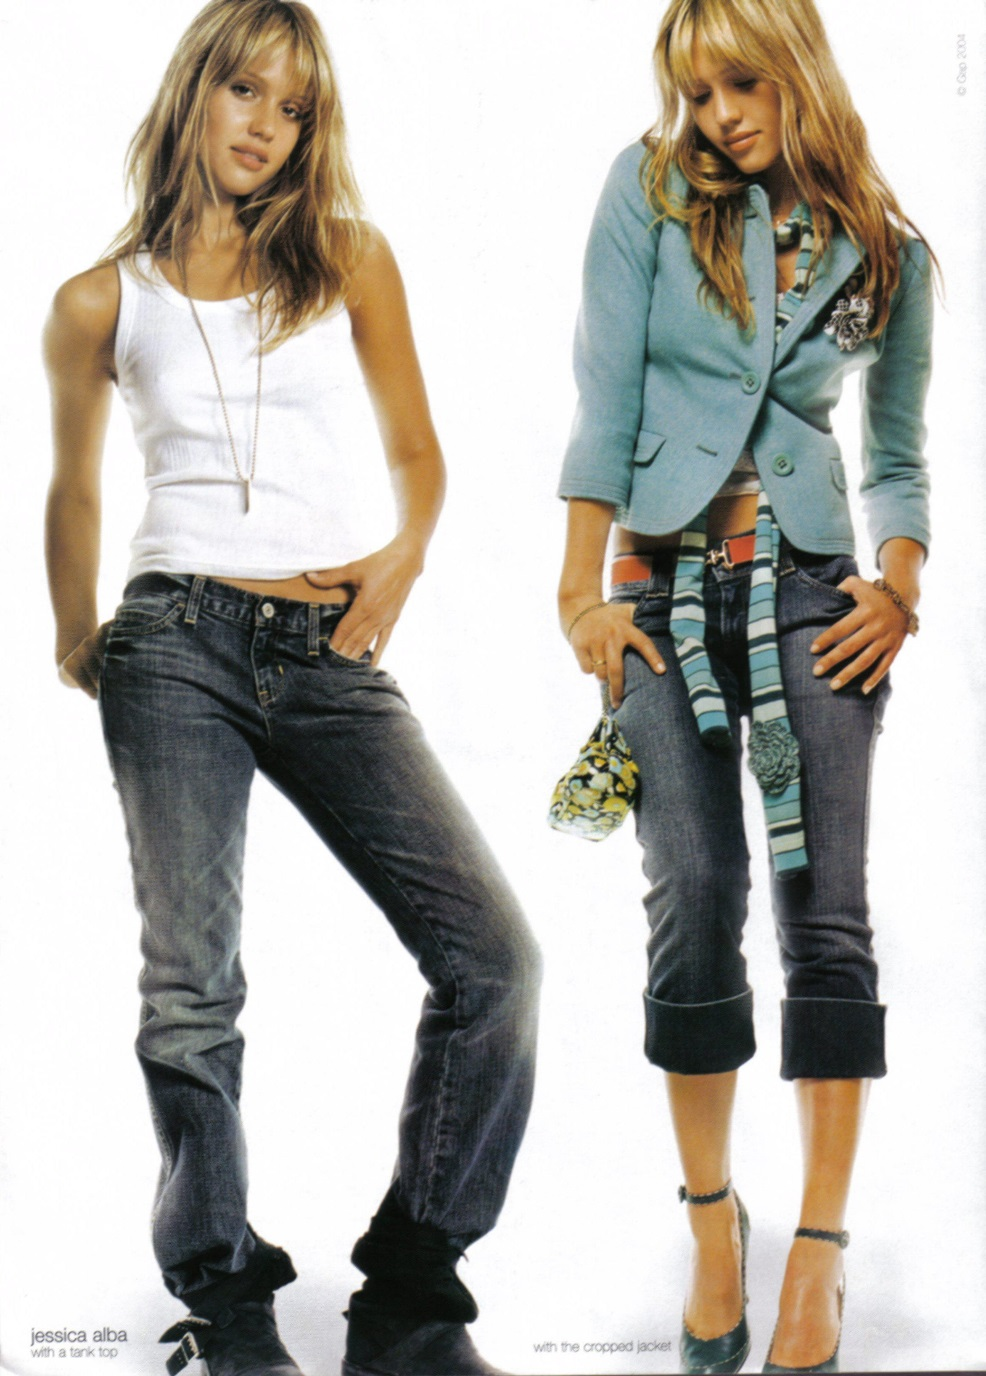 © Gap 2004
jessica alba
with a tank top
with the cropped jacket